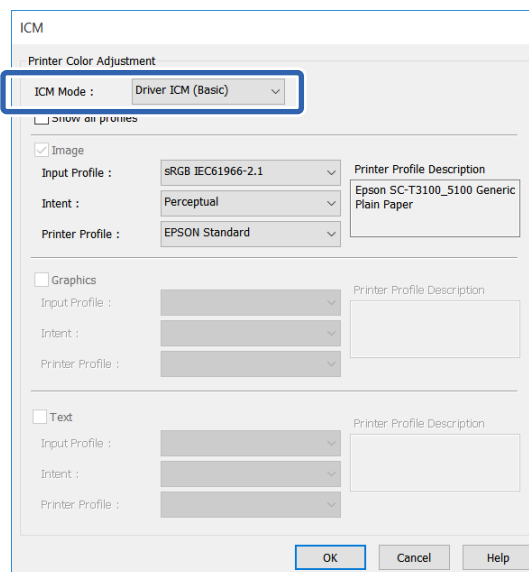 ICM
Printer Color Adjustment
ICM Mode : Driver ICM (Basic)
Show all profiles
Image
Input Profile : sRGB IEC61966-2.1 Printer Profile Description
Epson SC-T3100_5100 Generic
Intent : Perceptual Plain Paper
Printer Profile : EPSON Standard
Graphics
Input Profile : Printer Profile Description
Intent :
Printer Profile :
Text
Input Profile : Printer Profile Description
Intent :
Printer Profile :
OK Cancel Help